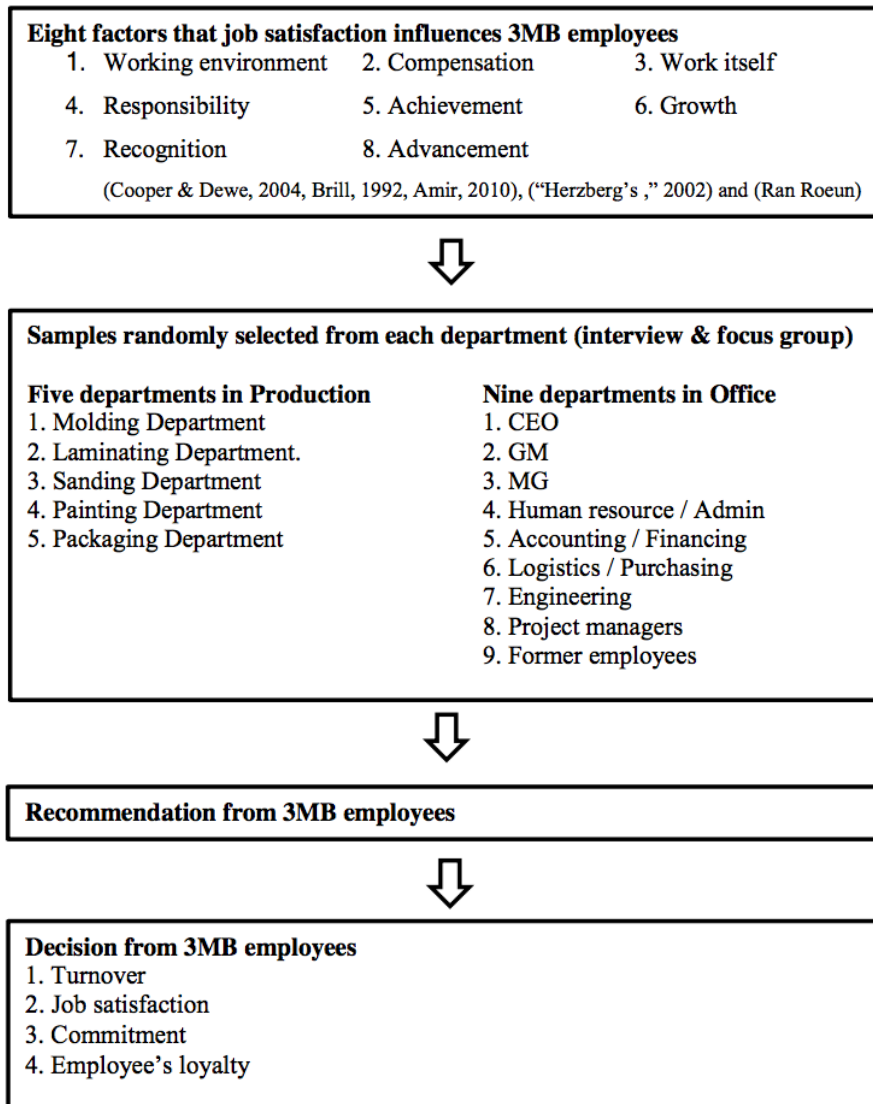 Eight factors that job satisfaction influences 3MB employees
1. Working environment 2. Compensation 3. Work itself
4. Responsibility 5. Achievement 6. Growth
7. Recognition 8. Advancement
(Cooper & Dewe, 2004, Brill, 1992, Amir, 2010), (“Herzberg’s ,” 2002) and (Ran Roeun)
Samples randomly selected from each department (interview & focus group)
Five departments in Production
1. Molding Department
2. Laminating Department.
3. Sanding Department
4. Painting Department
5. Packaging Department
Nine departments in Office
1. CEO
2. GM
3. MG
4. Human resource / Admin
5. Accounting / Financing
6. Logistics / Purchasing
7. Engineering
8. Project managers
9. Former employees
Recommendation from 3MB employees
Decision from 3MB employees
1. Turnover
2. Job satisfaction
3. Commitment
4. Employee’s loyalty